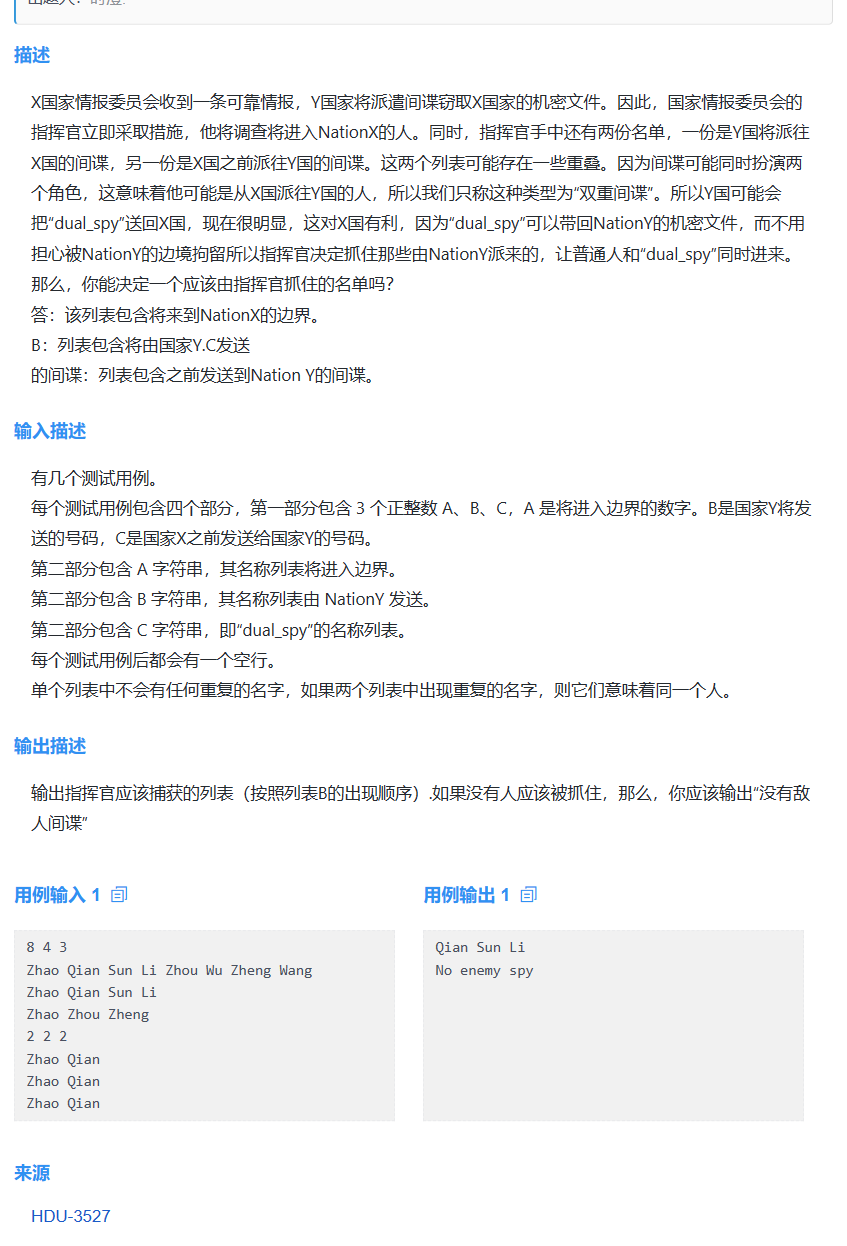 描述
X国家情报委员会收到一条可靠情报，Y国家将派遣间谍窃取X国家的机密文件。因此，国家情报委员会的
指挥官立即采取措施，他将调查将进入NationX的人。同时，指挥官手中还有两份名单，一份是Y国将派往
X国的间谍，另一份是X国之前派往Y国的间谍。这两个列表可能存在一些重叠。因为间谍可能同时扮演两
个角色，这意味着他可能是从X国派往Y国的人，所以我们只称这种类型为“双重间谍”。所以Y国可能会
把“dual_spy”送回X国，现在很明显，这对X国有利，因为“dual_spy”可以带回NationY的机密文件，而不用
担心被NationY的边境拘留所以指挥官决定抓住那些由NationY派来的，让普通人和“dual_spy”同时进来。
那么，你能决定一个应该由指挥官抓住的名单吗？
答：该列表包含将来到NationX的边界。
B：列表包含将由国家Y.C发送
的间谍：列表包含之前发送到Nation Y的间谍。
输入描述
有几个测试用例。
每个测试用例包含四个部分，第一部分包含 3 个正整数 A、B、C，A 是将进入边界的数字。B是国家Y将发
送的号码，C是国家X之前发送给国家Y的号码。
第二部分包含 A 字符串，其名称列表将进入边界。
第二部分包含 B 字符串，其名称列表由 NationY 发送。
第二部分包含 C 字符串，即“dual_spy”的名称列表。
每个测试用例后都会有一个空行。
单个列表中不会有任何重复的名字，如果两个列表中出现重复的名字，则它们意味着同一个人。
输出描述
输出指挥官应该捕获的列表（按照列表B的出现顺序）.如果没有人应该被抓住，那么，你应该输出“没有敌
人间谍”
用例输入 1
8 4 3
Zhao Qian Sun Li Zhou Wu Zheng Wang
Zhao Qian Sun Li
Zhao Zhou Zheng
2 2 2
Zhao Qian
Zhao Qian
Zhao Qian
用例输出 1
Qian Sun Li
No enemy spy
来源
HDU-3527